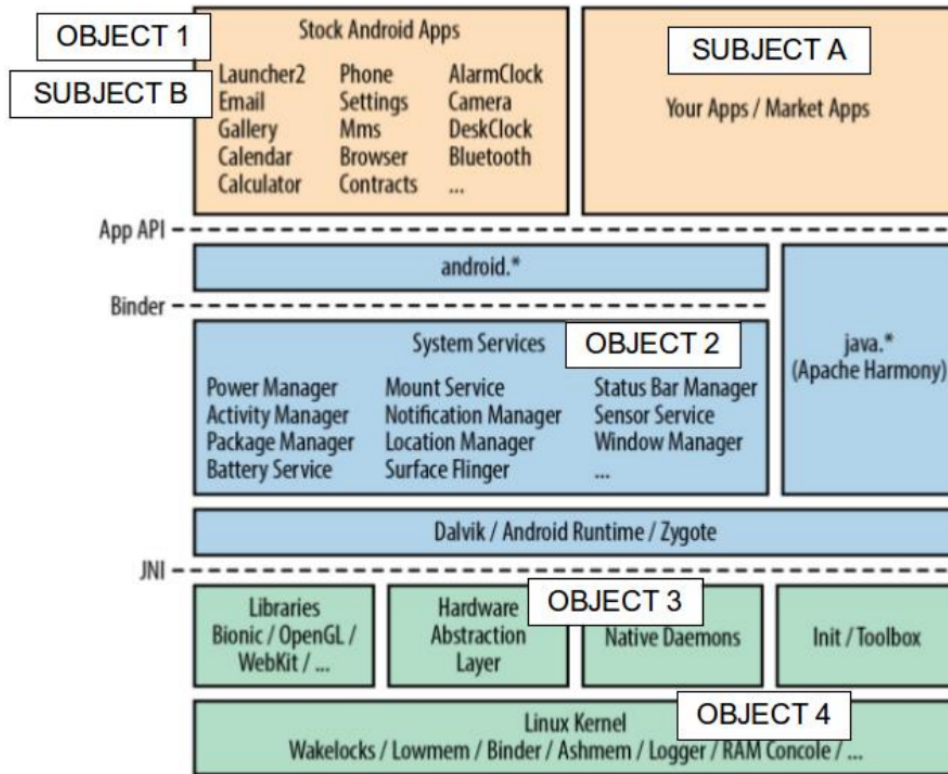 OBJECT 1
SUBJECT B
Stock Android Apps
Launcher2 Phone AlarmClock
Email Settings Camera
Gallery Mms DeskClock
Calendar Browser Bluetooth
Calculator Contracts ...
SUBJECT A
Your Apps / Market Apps
App API
android.*
Binder
System Services
OBJECT 2
Power Manager Mount Service Status Bar Manager
Activity Manager Notification Manager Sensor Service
Package Manager Location Manager Window Manager
Battery Service Surface Flinger ...
java.*
(Apache Harmony)
Dalvik / Android Runtime / Zygote
JNI
Libraries
Bionic / OpenGL /
WebKit / ...
Hardware
Abstraction
Layer
OBJECT 3
Native Daemons
Init / Toolbox
Linux Kernel
OBJECT 4
Wakelocks / Lowmem / Binder / Ashmem / Logger / RAM Concole / ...